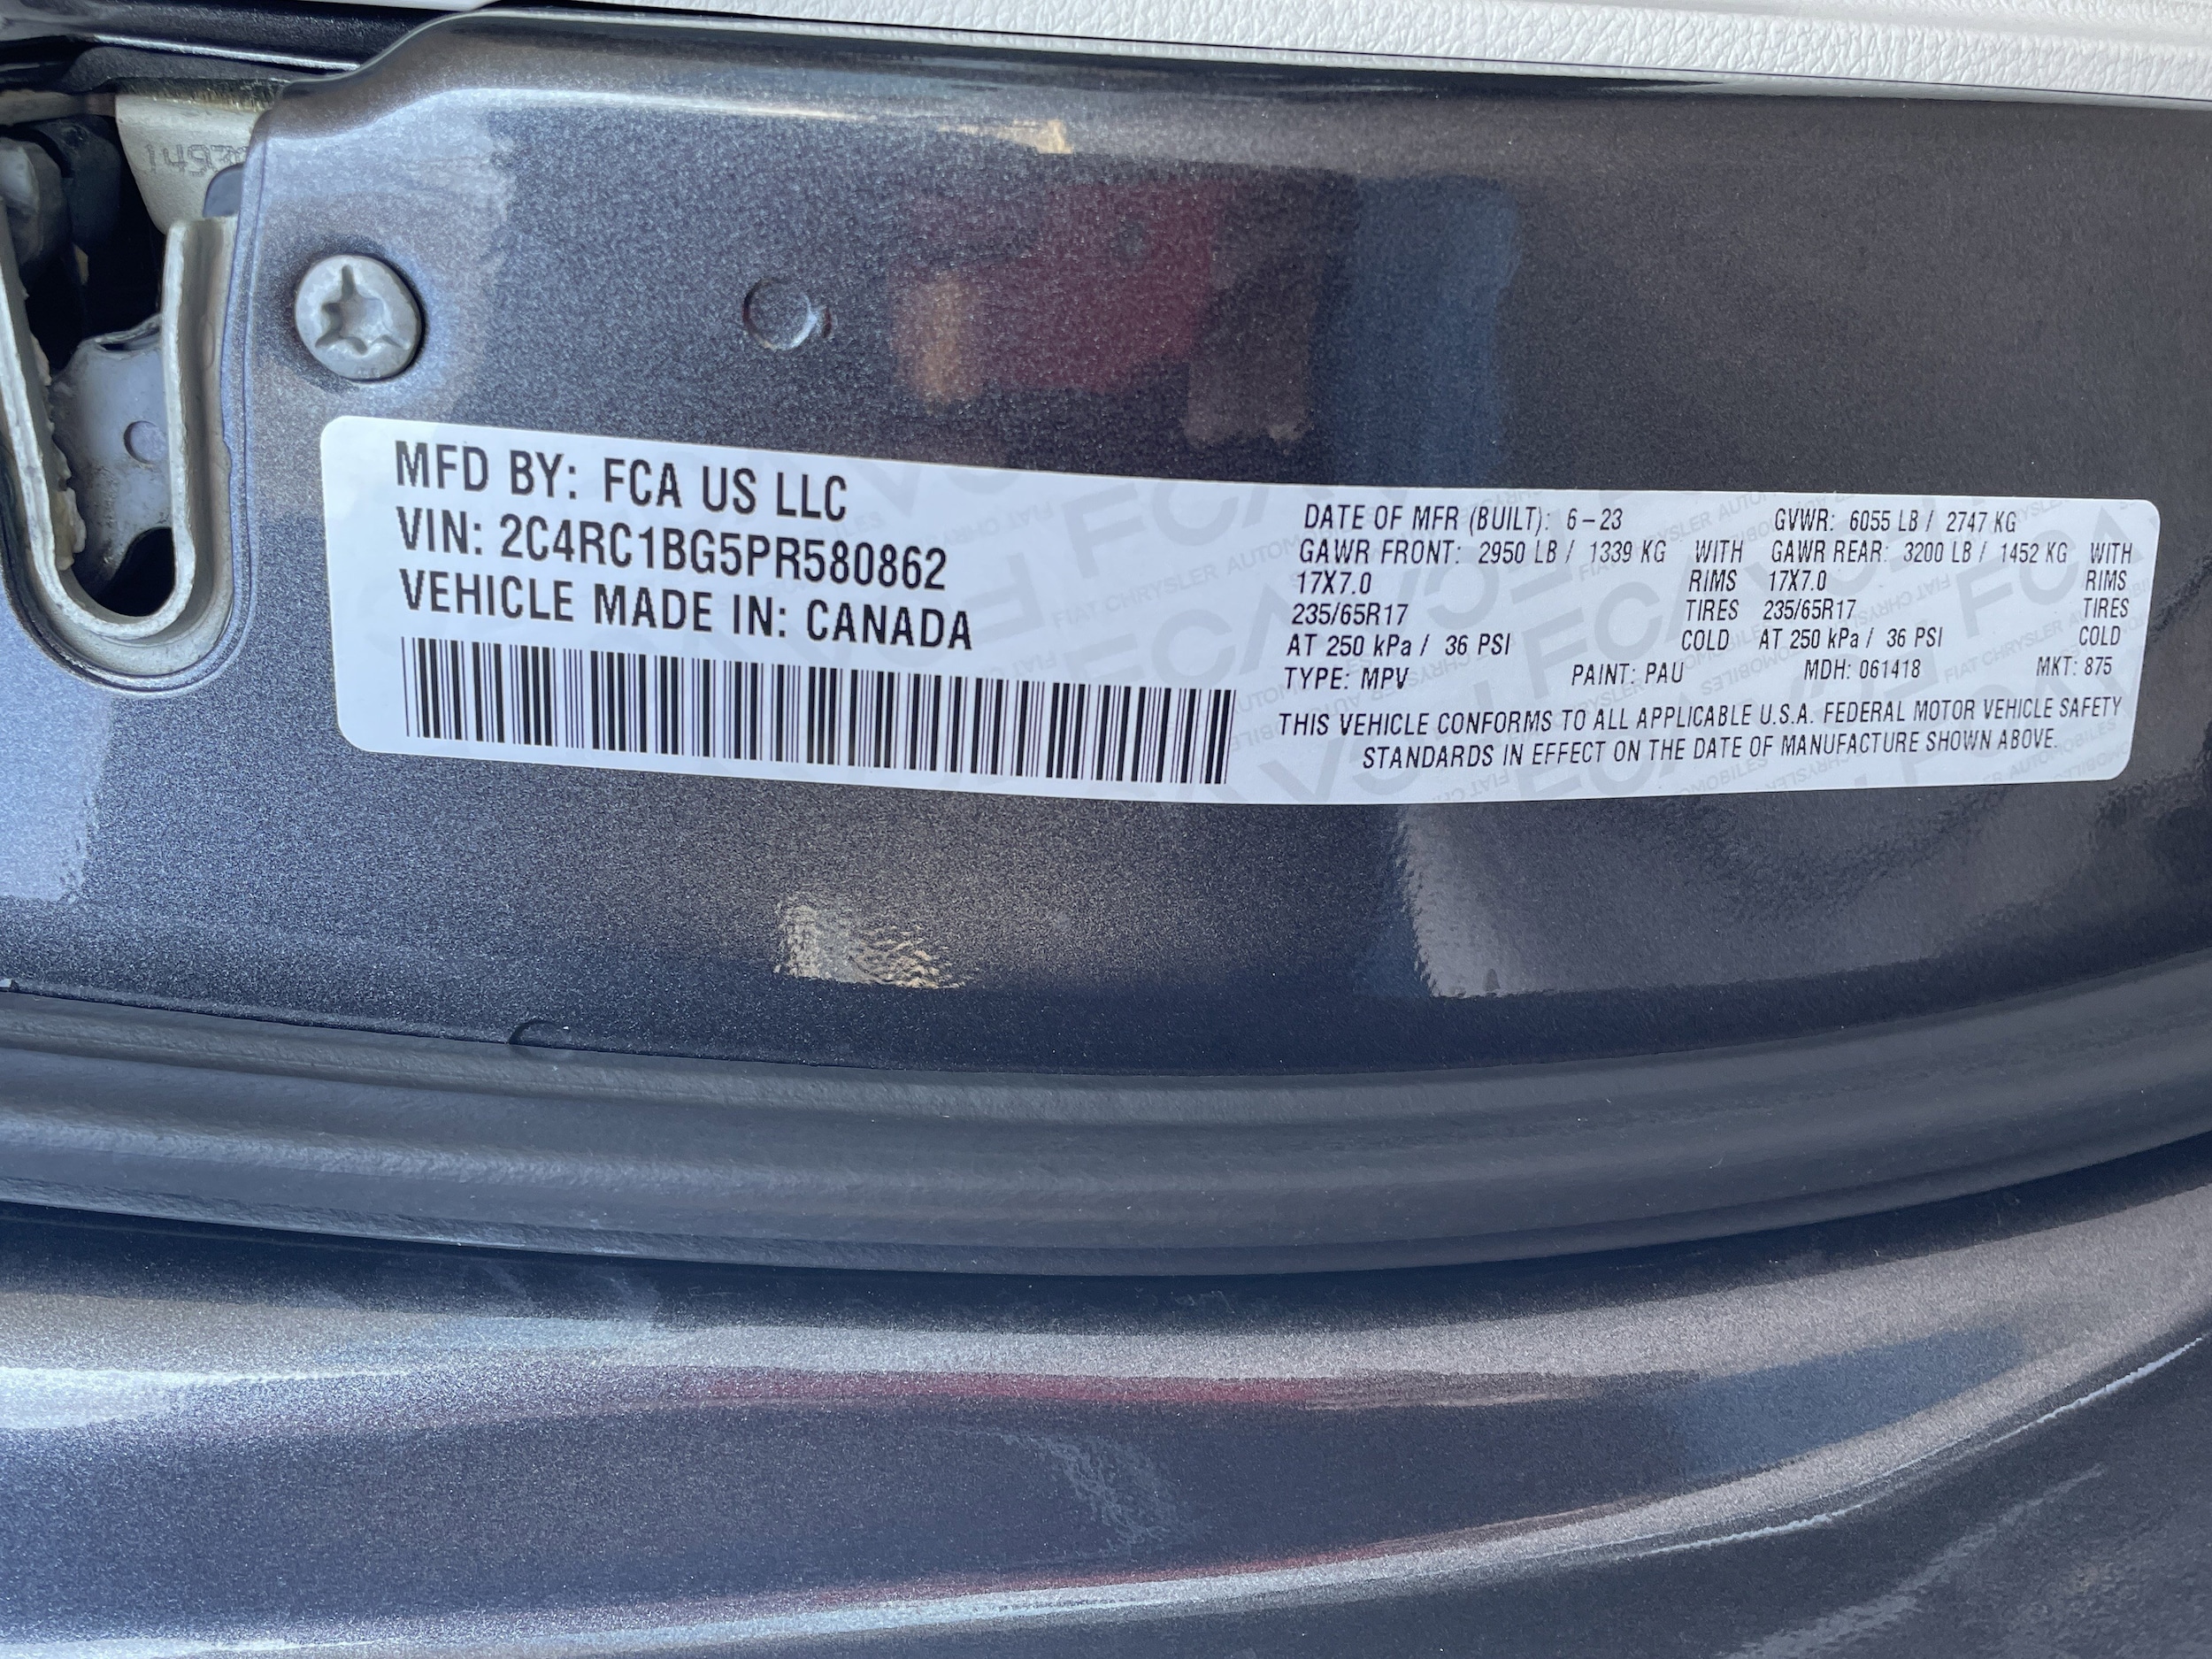 MFD BY: FCA US LLC
VIN: 2C4RC1BG5PR580862
VEHICLE MADE IN: CANADA
DATE OF MFR (BUILT): 6-23 GVWR: 6055 LB / 2747 KG
GAWR FRONT: 2950 LB / 1339 KG WITH GAWR REAR: 3200 LB / 1452 KG WITH
17X7.0 RIMS 17X7.0 RIMS
235/65R17 TIRES 235/65R17 TIRES
AT 250 kPa / 36 PSI COLD AT 250 kPa / 36 PSI COLD
TYPE: MPV PAINT: PAU MDH: 061418 MKT: 875
THIS VEHICLE CONFORMS TO ALL APPLICABLE U.S.A. FEDERAL MOTOR VEHICLE SAFETY
STANDARDS IN EFFECT ON THE DATE OF MANUFACTURE SHOWN ABOVE.